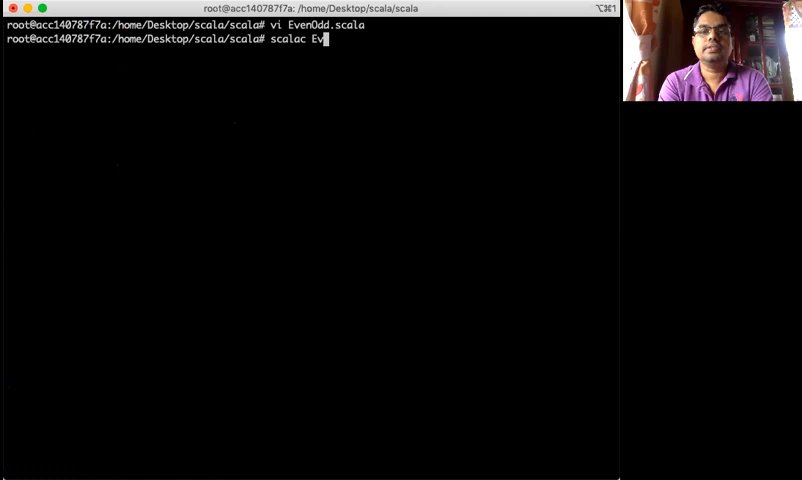 root@acc140787f7a: /home/Desktop/scala/scala
⌥⌘1
root@acc140787f7a:/home/Desktop/scala/scala# vi EvenOdd.scala
root@acc140787f7a:/home/Desktop/scala/scala# scalac Ev